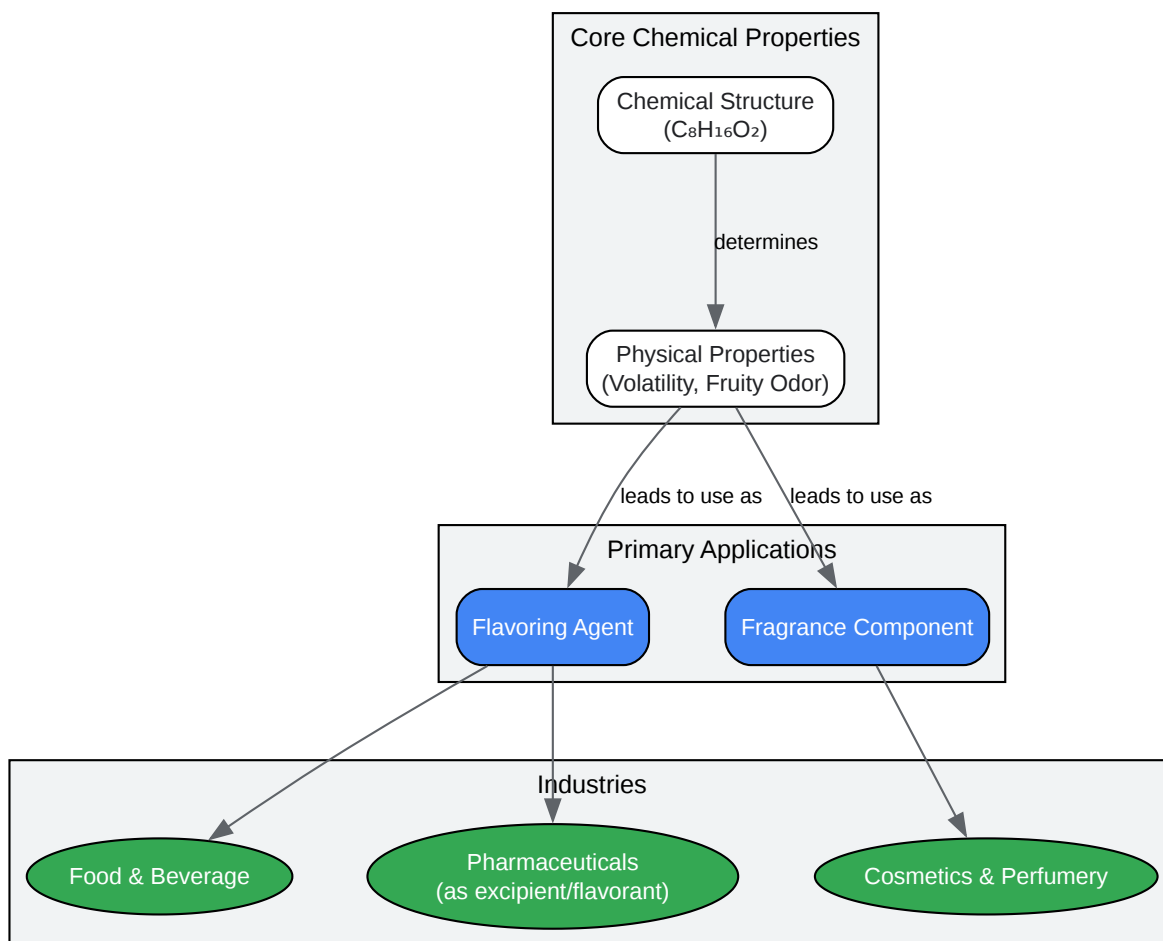 Core Chemical Properties
Chemical Structure
(C₈H₁₆O₂)
determines
Physical Properties
(Volatility, Fruity Odor)
leads to use as
leads to use as
Primary Applications
Flavoring Agent
Fragrance Component
Industries
Food & Beverage
Pharmaceuticals
(as excipient/flavorant)
Cosmetics & Perfumery